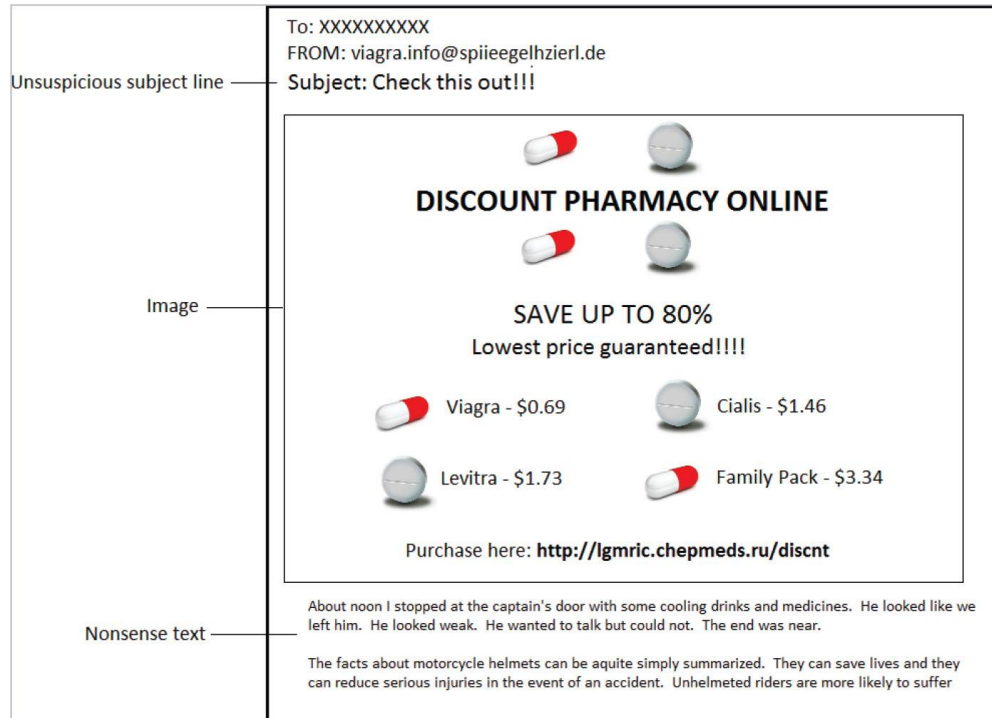 To: XXXXXXXXXX
FROM: viagra.info@spiieegelhzierl.de
Unsuspicious subject line
Subject: Check this out!!!
DISCOUNT PHARMACY ONLINE
Image
SAVE UP TO 80%
Lowest price guaranteed!!!!
Viagra - $0.69
Cialis - $1.46
Levitra - $1.73
Family Pack - $3.34
Purchase here: http://lgmric.chepmeds.ru/discnt
Nonsense text
About noon I stopped at the captain's door with some cooling drinks and medicines. He looked like we
left him. He looked weak. He wanted to talk but could not. The end was near.
The facts about motorcycle helmets can be aquite simply summarized. They can save lives and they
can reduce serious injuries in the event of an accident. Unhelmeted riders are more likely to suffer